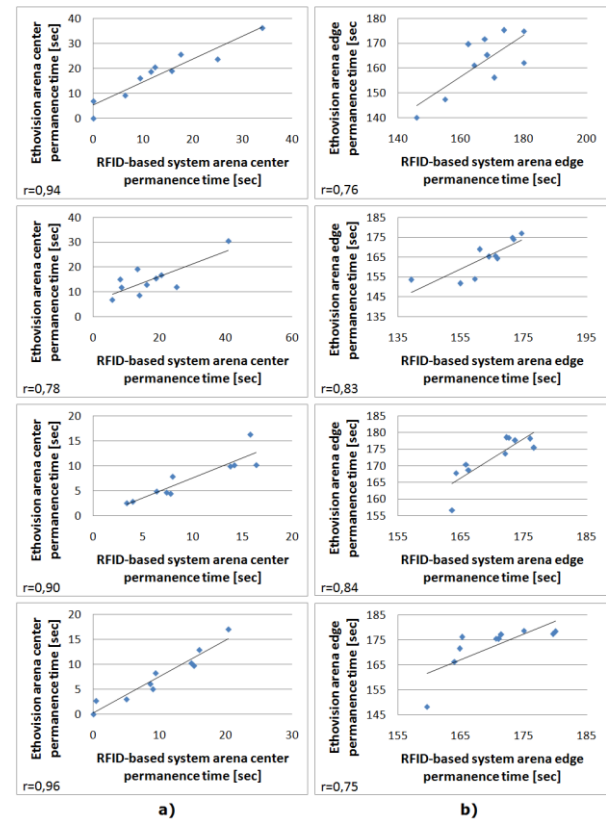 Ethovision arena center
permanence time [sec]
40
30
20
10
0
0 10 20 30 40
RFID-based system arena center
permanence time [sec]
r=0,94
Ethovision arena edge
permanence time [sec]
180
170
160
150
140
140 160 180 200
RFID-based system arena edge
permanence time [sec]
r=0,76
Ethovision arena center
permanence time [sec]
40
30
20
10
0
0 20 40 60
RFID-based system arena center
permanence time [sec]
r=0,78
Ethovision arena edge
permanence time [sec]
185
175
165
155
145
135
135 155 175 195
RFID-based system arena edge
permanence time [sec]
r=0,83
Ethovision arena center
permanence time [sec]
20
15
10
5
0
0 5 10 15 20
RFID-based system arena center
permanence time [sec]
r=0,90
Ethovision arena edge
permanence time [sec]
185
175
165
155
155 165 175 185
RFID-based system arena edge
permanence time [sec]
r=0,84
Ethovision arena center
permanence time [sec]
20
15
10
5
0
0 10 20 30
RFID-based system arena center
permanence time [sec]
r=0,96
Ethovision arena edge
permanence time [sec]
185
175
165
155
145
155 165 175 185
RFID-based system arena edge
permanence time [sec]
r=0,75
a)
b)